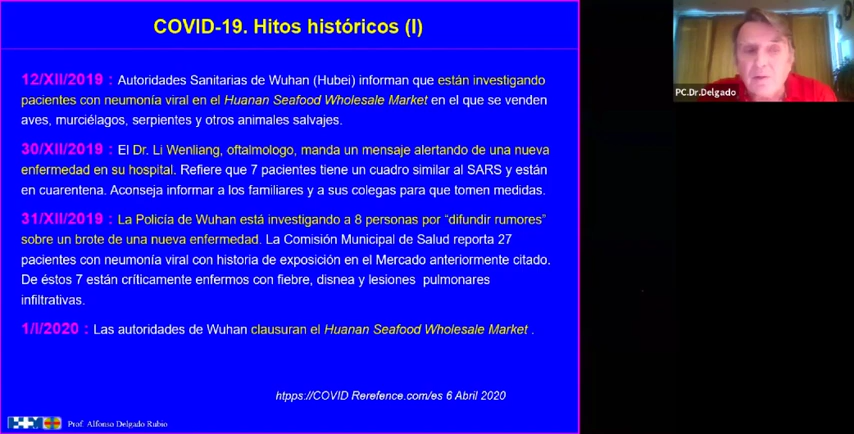 COVID-19. Hitos históricos (I)
12/XII/2019 : Autoridades Sanitarias de Wuhan (Hubei) informan que están investigando
pacientes con neumonía viral en el Huanan Seafood Wholesale Market en el que se venden
aves, murciélagos, serpientes y otros animales salvajes.
30/XII/2019 : El Dr. Li Wenliang, oftalmologo, manda un mensaje alertando de una nueva
enfermedad en su hospital. Refiere que 7 pacientes tiene un cuadro similar al SARS y están
en cuarentena. Aconseja informar a los familiares y a sus colegas para que tomen medidas.
31/XII/2019 : La Policía de Wuhan está investigando a 8 personas por “difundir rumores”
sobre un brote de una nueva enfermedad. La Comisión Municipal de Salud reporta 27
pacientes con neumonía viral con historia de exposición en el Mercado anteriormente citado.
De éstos 7 están críticamente enfermos con fiebre, disnea y lesiones pulmonares
infiltrativas.
1/I/2020 : Las autoridades de Wuhan clausuran el Huanan Seafood Wholesale Market .
htpps://COVID Rerefence.com/es 6 Abril 2020
Prof. Alfonso Delgado Rubio
PC.Dr.Delgado